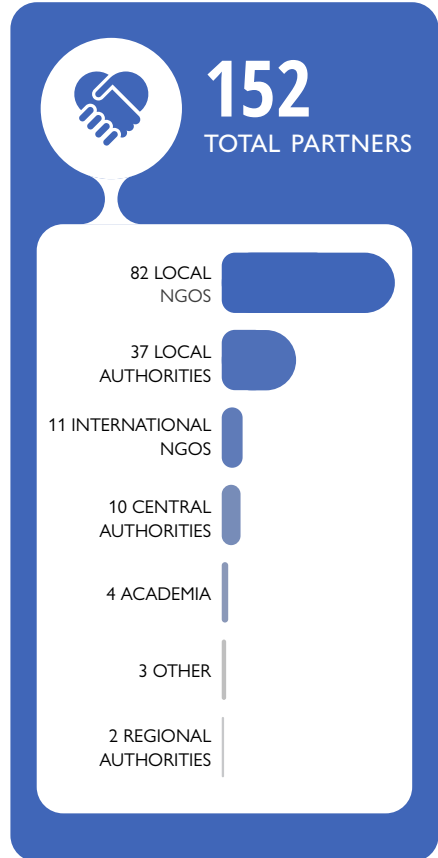 152
TOTAL PARTNERS
82 LOCAL
NGOS
37 LOCAL
AUTHORITIES
11 INTERNATIONAL
NGOS
10 CENTRAL
AUTHORITIES
4 ACADEMIA
3 OTHER
2 REGIONAL
AUTHORITIES